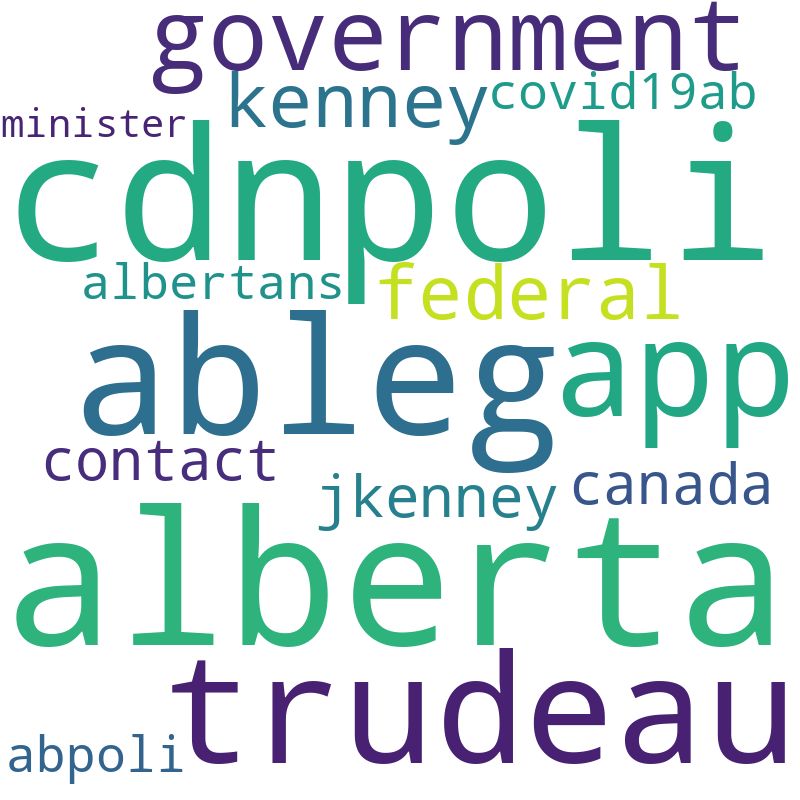 government
kenney covid19ab
minister
cdnpoli
albertans federal
ableg app
contact
jkenney canada
alberta
trudeau
abpoli